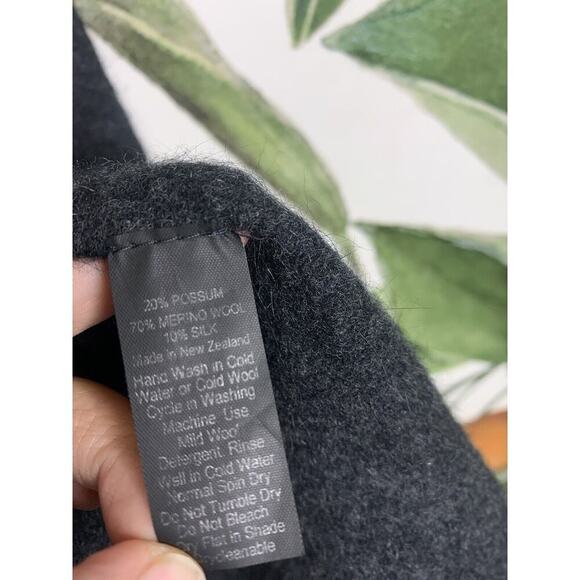 20% POSSUM
70% MERINO WOOL
10% SILK
Made in New Zealand
Hand Wash in Cold
Water or Cold Wool
Cycle in Washing
Machine Use
Mild Wool
Detergent Rinse
Well in Cold Water
Normal Spin Dry
Do Not Tumble Dry
Do Not Bleach
Flat in Shade